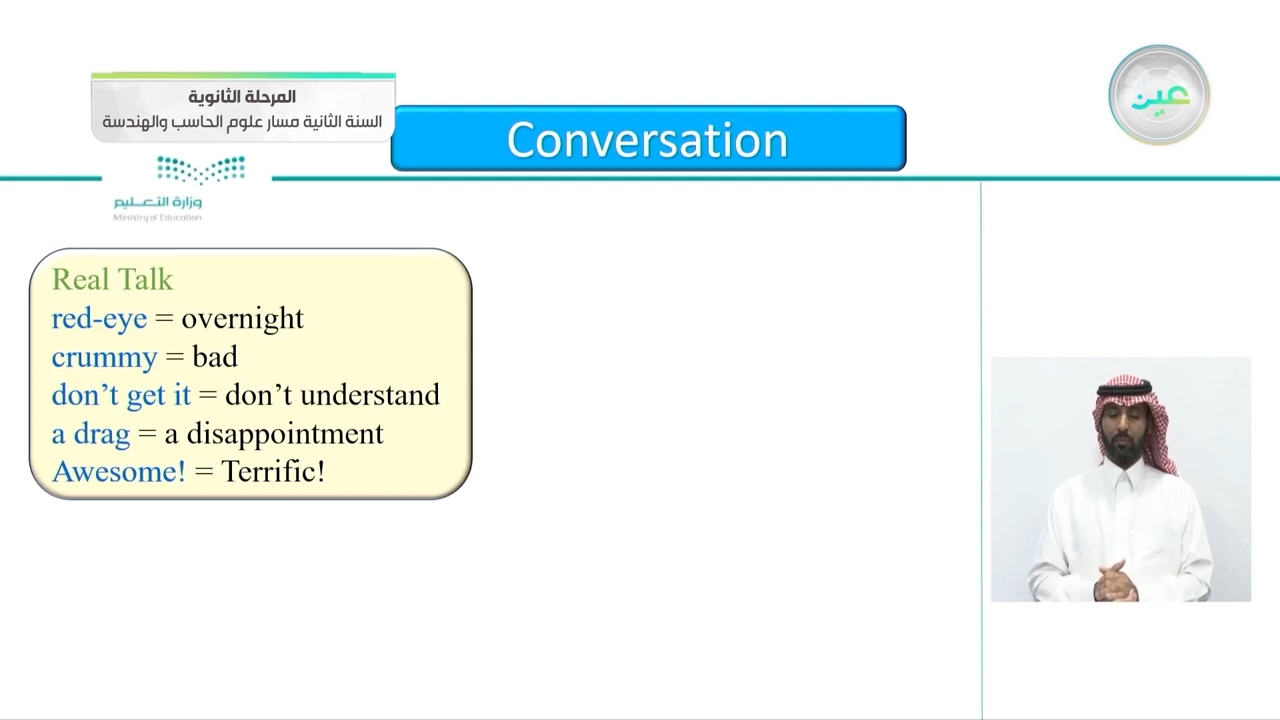 المرحلة الثانوية
السنة الثانية مسار علوم الحاسب والهندسة
Conversation
عين
وزارة التعليم
Ministry of Education
Real Talk
red-eye = overnight
crummy = bad
don’t get it = don’t understand
a drag = a disappointment
Awesome! = Terrific!